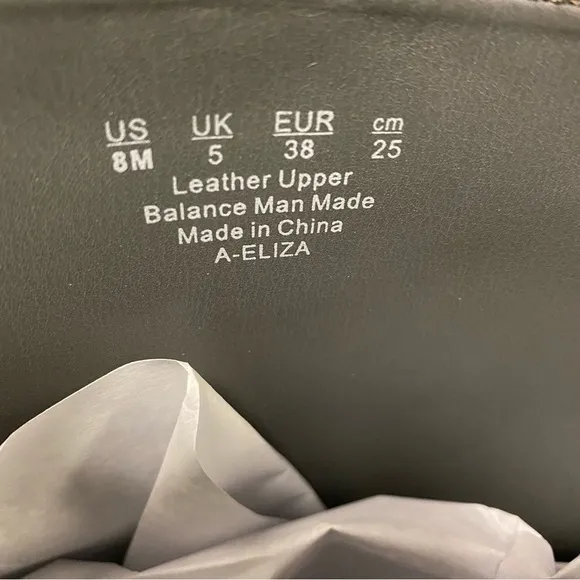 US UK EUR cm
8M 5 38 25
Leather Upper
Balance Man Made
Made in China
A-ELIZA